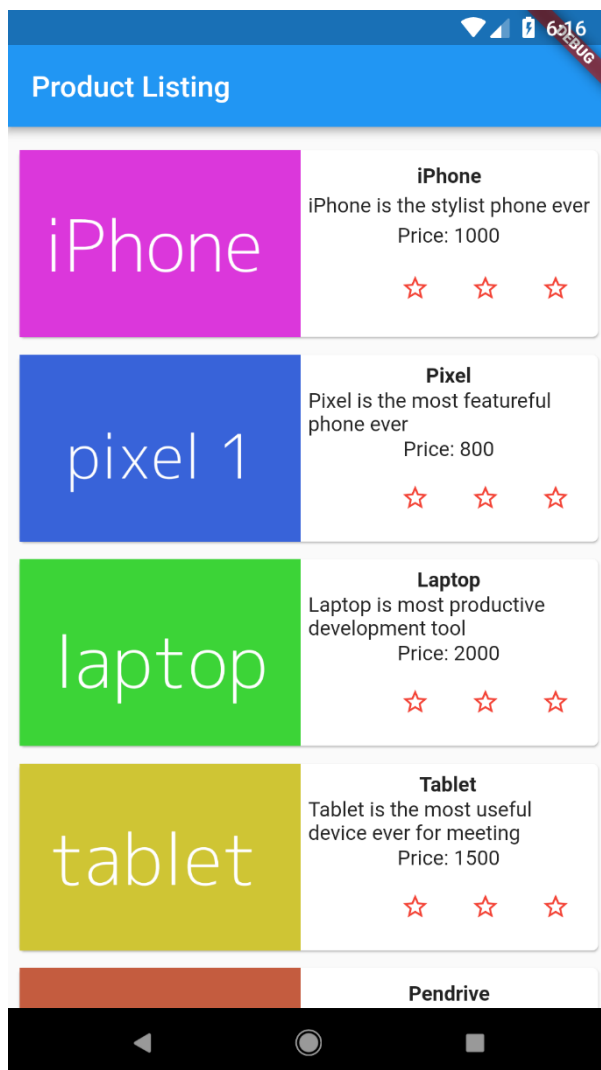 6:16
DEBUG
Product Listing
iPhone
iPhone
iPhone is the stylist phone ever
Price: 1000
pixel 1
Pixel
Pixel is the most featureful
phone ever
Price: 800
laptop
Laptop
Laptop is most productive
development tool
Price: 2000
tablet
Tablet
Tablet is the most useful
device ever for meeting
Price: 1500
Pendrive